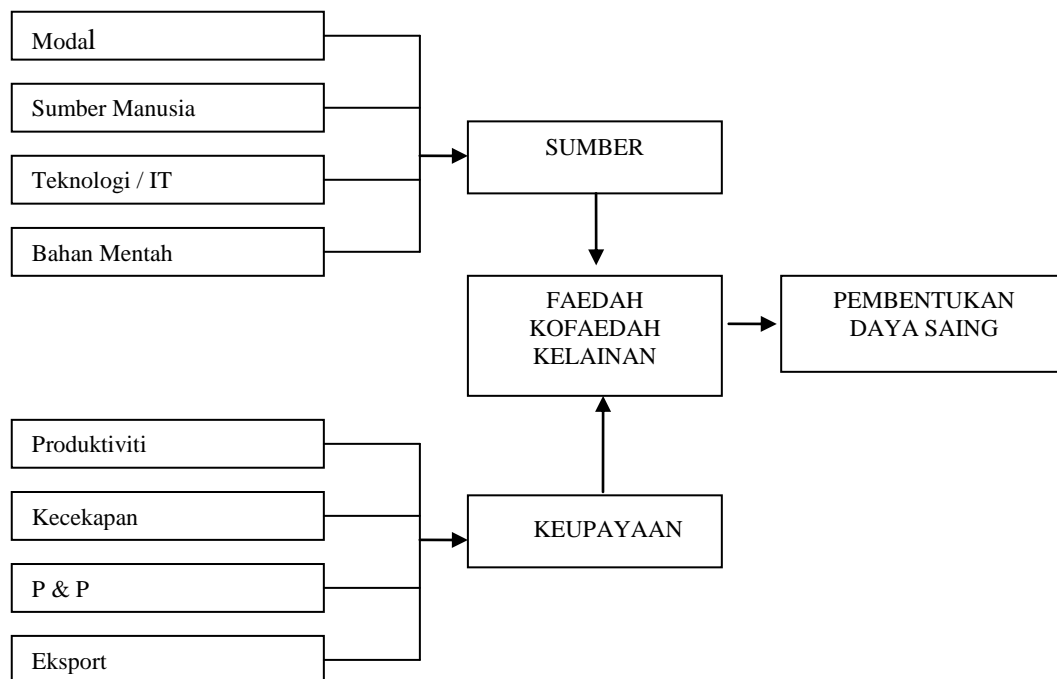 Modal
Sumber Manusia
Teknologi / IT
Bahan Mentah
SUMBER
FAEDAH
KOFAEDAH
KELAINAN
PEMBENTUKAN
DAYA SAING
Produktiviti
Kecekapan
P & P
Eksport
KEUPAYAAN